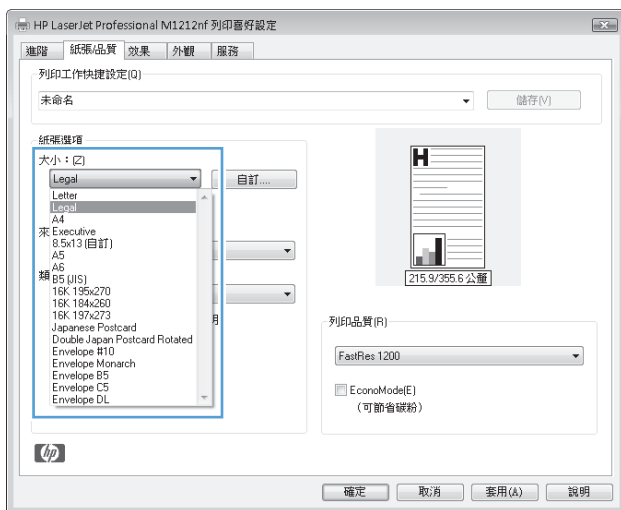 HP LaserJet Professional M1212nf 列印喜好設定
進階 紙張/品質 效果 外觀 服務
列印工作快捷設定(Q)
未命名
儲存(V)
紙張選項
大小：(Z)
Legal
自訂....
Letter
Legal
A4
來 Executive
8.5x13 (自訂)
A5
A6
類 B5 (JIS)
16K 195x270
16K 184x260
16K 197x273
Japanese Postcard
Double Japan Postcard Rotated
Envelope #10
Envelope Monarch
Envelope B5
Envelope C5
Envelope DL
H
215.9/355.6 公釐
列印品質(R)
FastRes 1200
EconoMode(E)
(可節省碳粉)
hp
確定 取消 套用(A) 說明